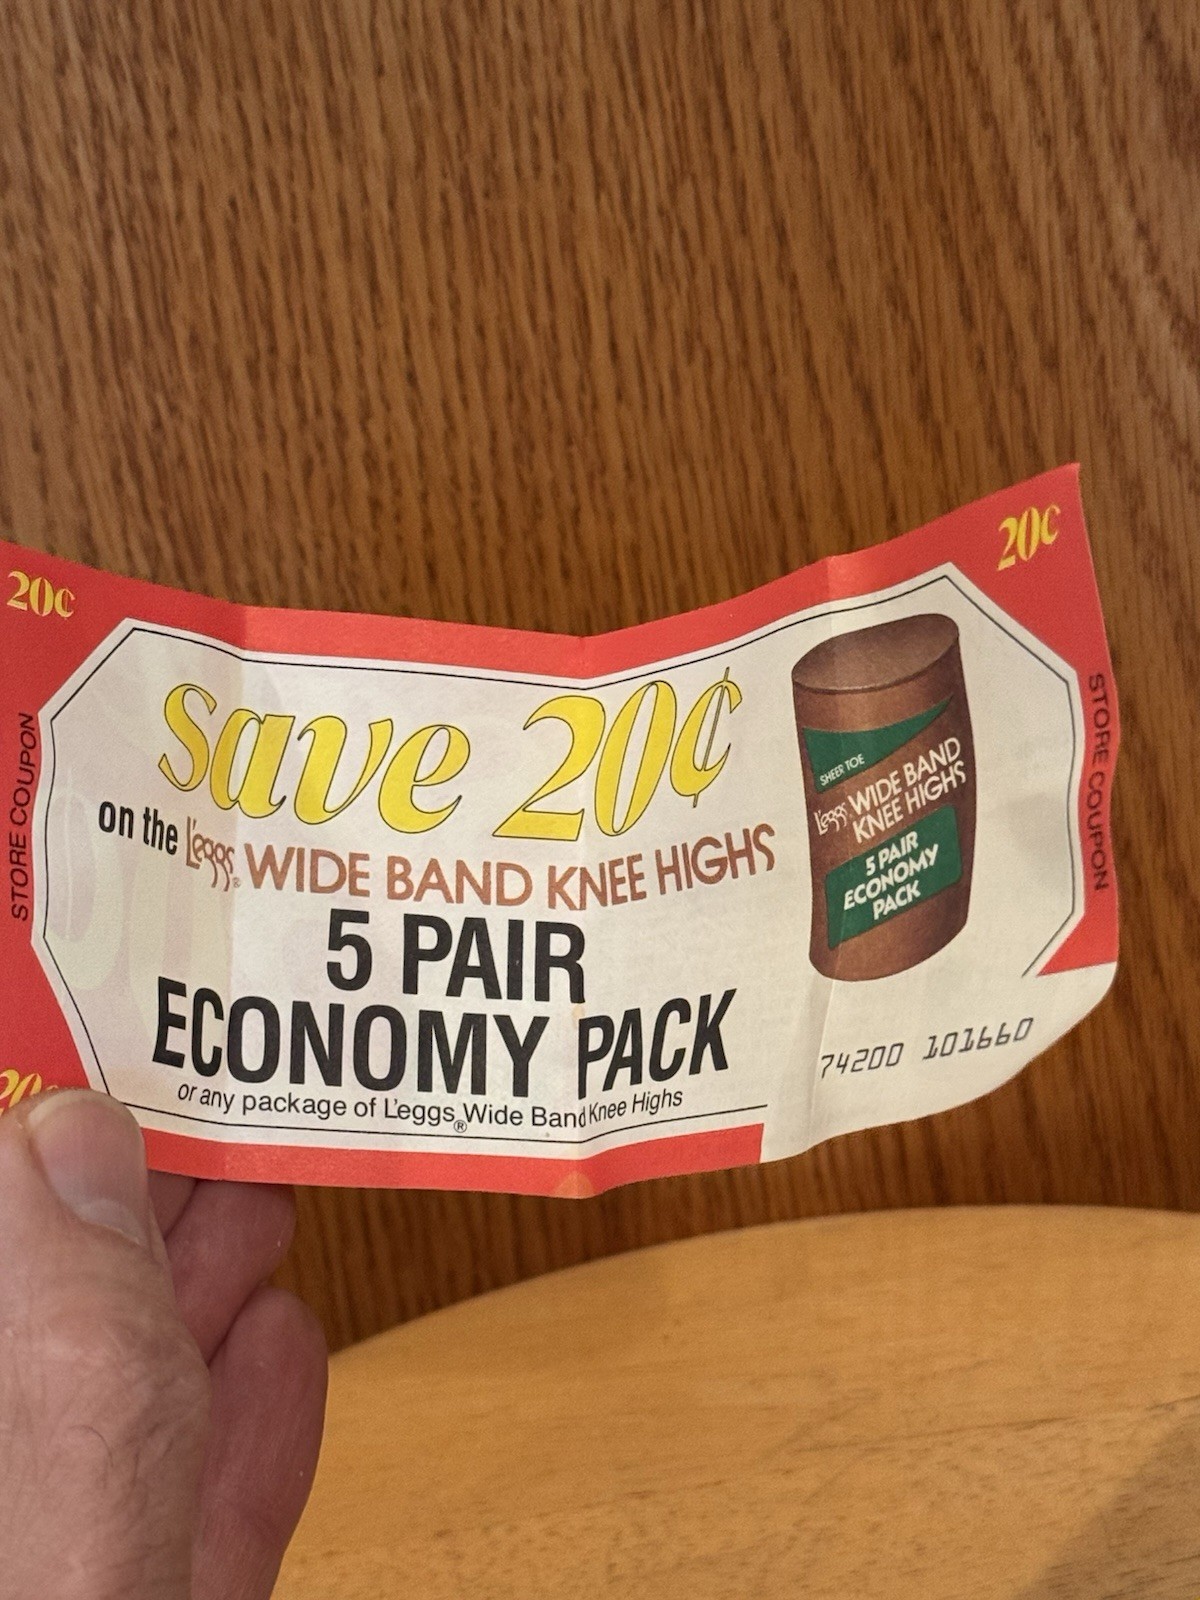 20¢
20¢
STORE COUPON
save 20¢
on the L'eggs® WIDE BAND KNEE HIGHS
5 PAIR
ECONOMY PACK
or any package of L'eggs® Wide Band Knee Highs
SHEER TOE
L'eggs WIDE BAND
KNEE HIGHS
5 PAIR
ECONOMY
PACK
STORE COUPON
74200 101660
20¢